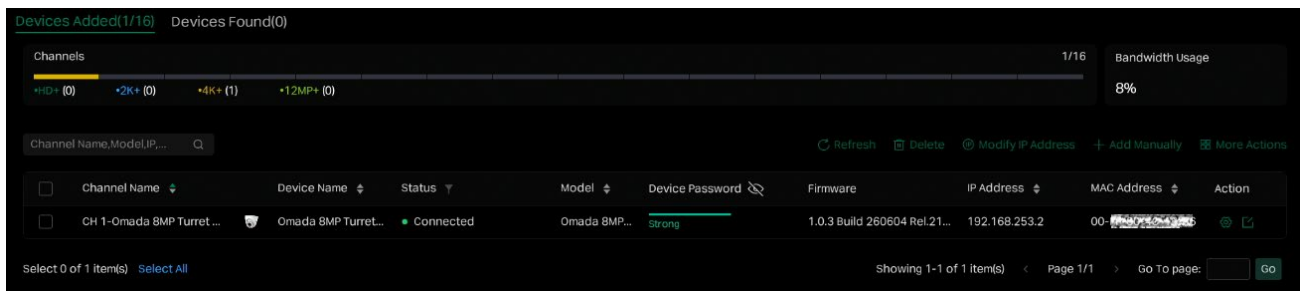 Devices Added(1/16) Devices Found(0)
Channels 1/16 Bandwidth Usage
•HD+ (0) •2K+ (0) •4K+ (1) •12MP+ (0) 8%
Channel Name,Model,IP,... Refresh Delete Modify IP Address Add Manually More Actions
Channel Name Device Name Status Model Device Password Firmware IP Address MAC Address Action
CH 1-Omada 8MP Turret ... Omada 8MP Turret... Connected Omada 8MP... Strong 1.0.3 Build 260604 Rel.21... 192.168.253.2 00-
Select 0 of 1 item(s) Select All Showing 1-1 of 1 item(s) < Page 1/1 > Go To page: Go